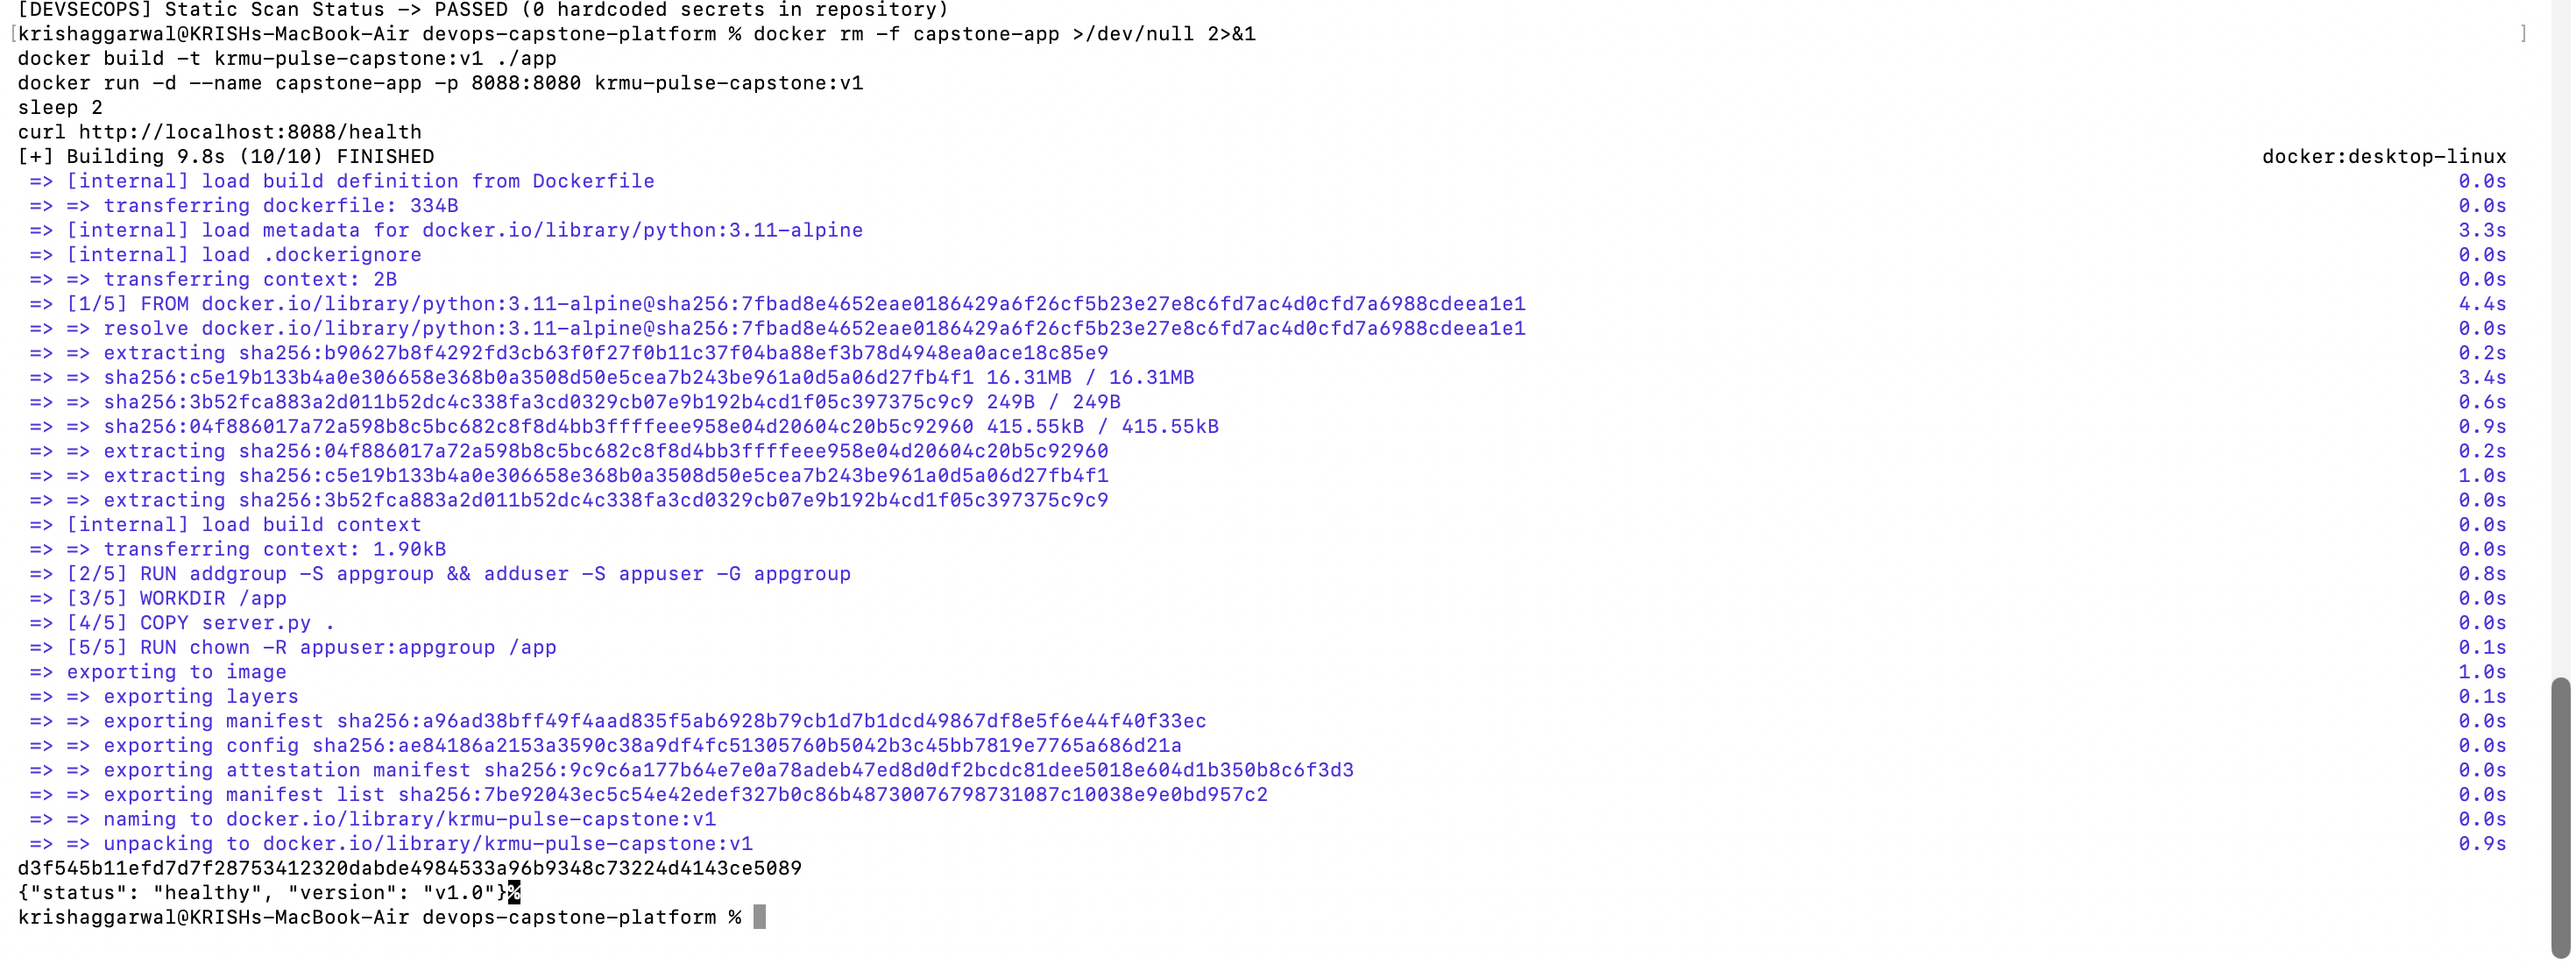 [DEVSECOPS] Static Scan Status -> PASSED (0 hardcoded secrets in repository)
[krishaggarwal@KRISHs-MacBook-Air devops-capstone-platform % docker rm -f capstone-app >/dev/null 2>&1 ]
docker build -t krmu-pulse-capstone:v1 ./app
docker run -d --name capstone-app -p 8088:8080 krmu-pulse-capstone:v1
sleep 2
curl http://localhost:8088/health
[+] Building 9.8s (10/10) FINISHED docker:desktop-linux
=> [internal] load build definition from Dockerfile 0.0s
=> => transferring dockerfile: 334B 0.0s
=> [internal] load metadata for docker.io/library/python:3.11-alpine 3.3s
=> [internal] load .dockerignore 0.0s
=> => transferring context: 2B 0.0s
=> [1/5] FROM docker.io/library/python:3.11-alpine@sha256:7fbad8e4652eae0186429a6f26cf5b23e27e8c6fd7ac4d0cfd7a6988cdeea1e1 4.4s
=> => resolve docker.io/library/python:3.11-alpine@sha256:7fbad8e4652eae0186429a6f26cf5b23e27e8c6fd7ac4d0cfd7a6988cdeea1e1 0.0s
=> => extracting sha256:b90627b8f4292fd3cb63f0f27f0b11c37f04ba88ef3b78d4948ea0ace18c85e9 0.2s
=> => sha256:c5e19b133b4a0e306658e368b0a3508d50e5cea7b243be961a0d5a06d27fb4f1 16.31MB / 16.31MB 3.4s
=> => sha256:3b52fca883a2d011b52dc4c338fa3cd0329cb07e9b192b4cd1f05c397375c9c9 249B / 249B 0.6s
=> => sha256:04f886017a72a598b8c5bc682c8f8d4bb3ffffeee958e04d20604c20b5c92960 415.55kB / 415.55kB 0.9s
=> => extracting sha256:04f886017a72a598b8c5bc682c8f8d4bb3ffffeee958e04d20604c20b5c92960 0.2s
=> => extracting sha256:c5e19b133b4a0e306658e368b0a3508d50e5cea7b243be961a0d5a06d27fb4f1 1.0s
=> => extracting sha256:3b52fca883a2d011b52dc4c338fa3cd0329cb07e9b192b4cd1f05c397375c9c9 0.0s
=> [internal] load build context 0.0s
=> => transferring context: 1.90kB 0.0s
=> [2/5] RUN addgroup -S appgroup && adduser -S appuser -G appgroup 0.8s
=> [3/5] WORKDIR /app 0.0s
=> [4/5] COPY server.py . 0.0s
=> [5/5] RUN chown -R appuser:appgroup /app 0.1s
=> exporting to image 1.0s
=> => exporting layers 0.1s
=> => exporting manifest sha256:a96ad38bff49f4aad835f5ab6928b79cb1d7b1dcd49867df8e5f6e44f40f33ec 0.0s
=> => exporting config sha256:ae84186a2153a3590c38a9df4fc51305760b5042b3c45bb7819e7765a686d21a 0.0s
=> => exporting attestation manifest sha256:9c9c6a177b64e7e0a78adeb47ed8d0df2bcdc81dee5018e604d1b350b8c6f3d3 0.0s
=> => exporting manifest list sha256:7be92043ec5c54e42edef327b0c86b48730076798731087c10038e9e0bd957c2 0.0s
=> => naming to docker.io/library/krmu-pulse-capstone:v1 0.0s
=> => unpacking to docker.io/library/krmu-pulse-capstone:v1 0.9s
d3f545b11efd7d7f28753412320dabde4984533a96b9348c73224d4143ce5089
{"status": "healthy", "version": "v1.0"}%
krishaggarwal@KRISHs-MacBook-Air devops-capstone-platform %